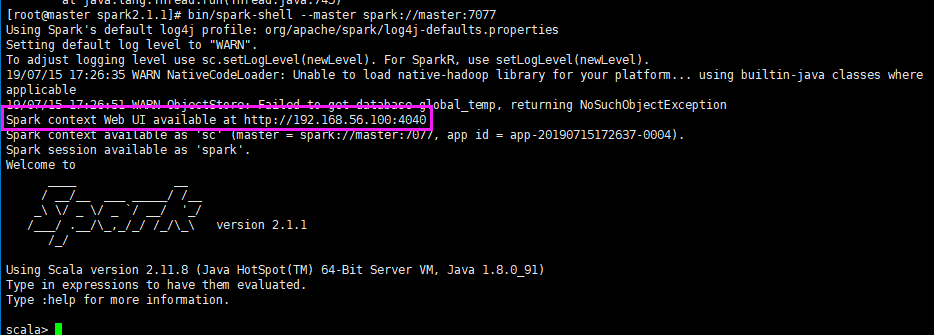 at java.lang.Thread.run(Thread.java:745)
[root@master spark2.1.1]# bin/spark-shell --master spark://master:7077
Using Spark's default log4j profile: org/apache/spark/log4j-defaults.properties
Setting default log level to "WARN".
To adjust logging level use sc.setLogLevel(newLevel). For SparkR, use setLogLevel(newLevel).
19/07/15 17:26:35 WARN NativeCodeLoader: Unable to load native-hadoop library for your platform... using builtin-java classes where
applicable
19/07/15 17:26:51 WARN ObjectStore: Failed to get database global_temp, returning NoSuchObjectException
Spark context Web UI available at http://192.168.56.100:4040
Spark context available as 'sc' (master = spark://master:7077, app id = app-20190715172637-0004).
Spark session available as 'spark'.
Welcome to
      ____              __
     / __/__  ___ _____/ /__
    _\ \/ _ \/ _ `/ __/  '_/
   /___/ .__/\_,_/_/ /_/\_\   version 2.1.1
      /_/
Using Scala version 2.11.8 (Java HotSpot(TM) 64-Bit Server VM, Java 1.8.0_91)
Type in expressions to have them evaluated.
Type :help for more information.
scala>